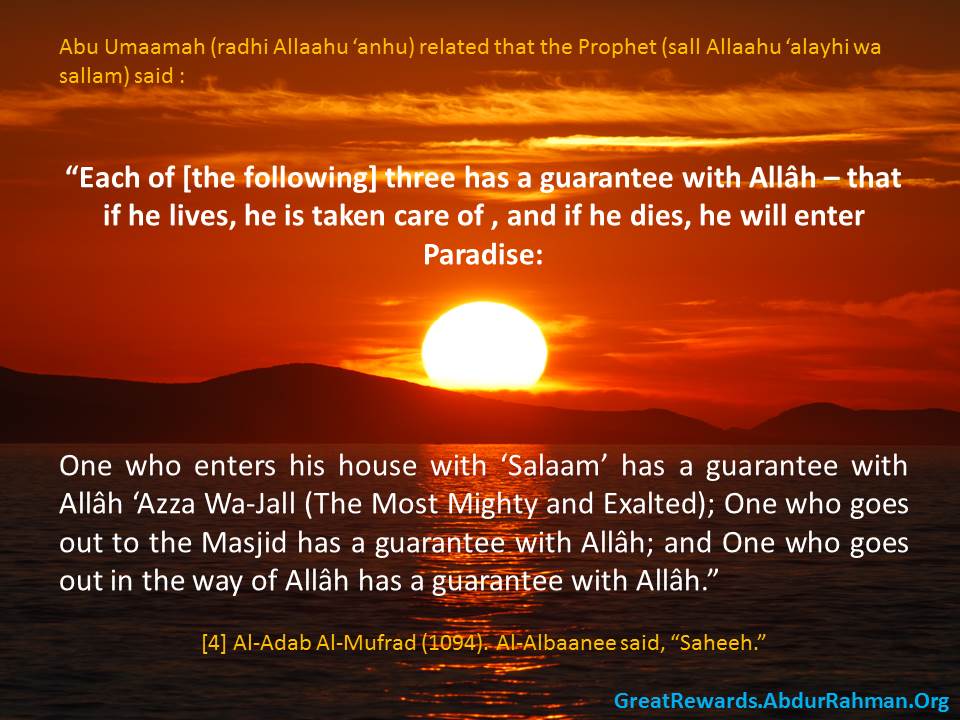 Abu Umaamah (radhi Allaahu ‘anhu) related that the Prophet (sall Allaahu ‘alayhi wa
sallam) said :
“Each of [the following] three has a guarantee with Allâh – that
if he lives, he is taken care of , and if he dies, he will enter
Paradise:
One who enters his house with ‘Salaam’ has a guarantee with
Allâh ‘Azza Wa-Jall (The Most Mighty and Exalted); One who goes
out to the Masjid has a guarantee with Allâh; and One who goes
out in the way of Allâh has a guarantee with Allâh.”
[4] Al-Adab Al-Mufrad (1094). Al-Albaanee said, “Saheeh.”
GreatRewards.AbdurRahman.Org